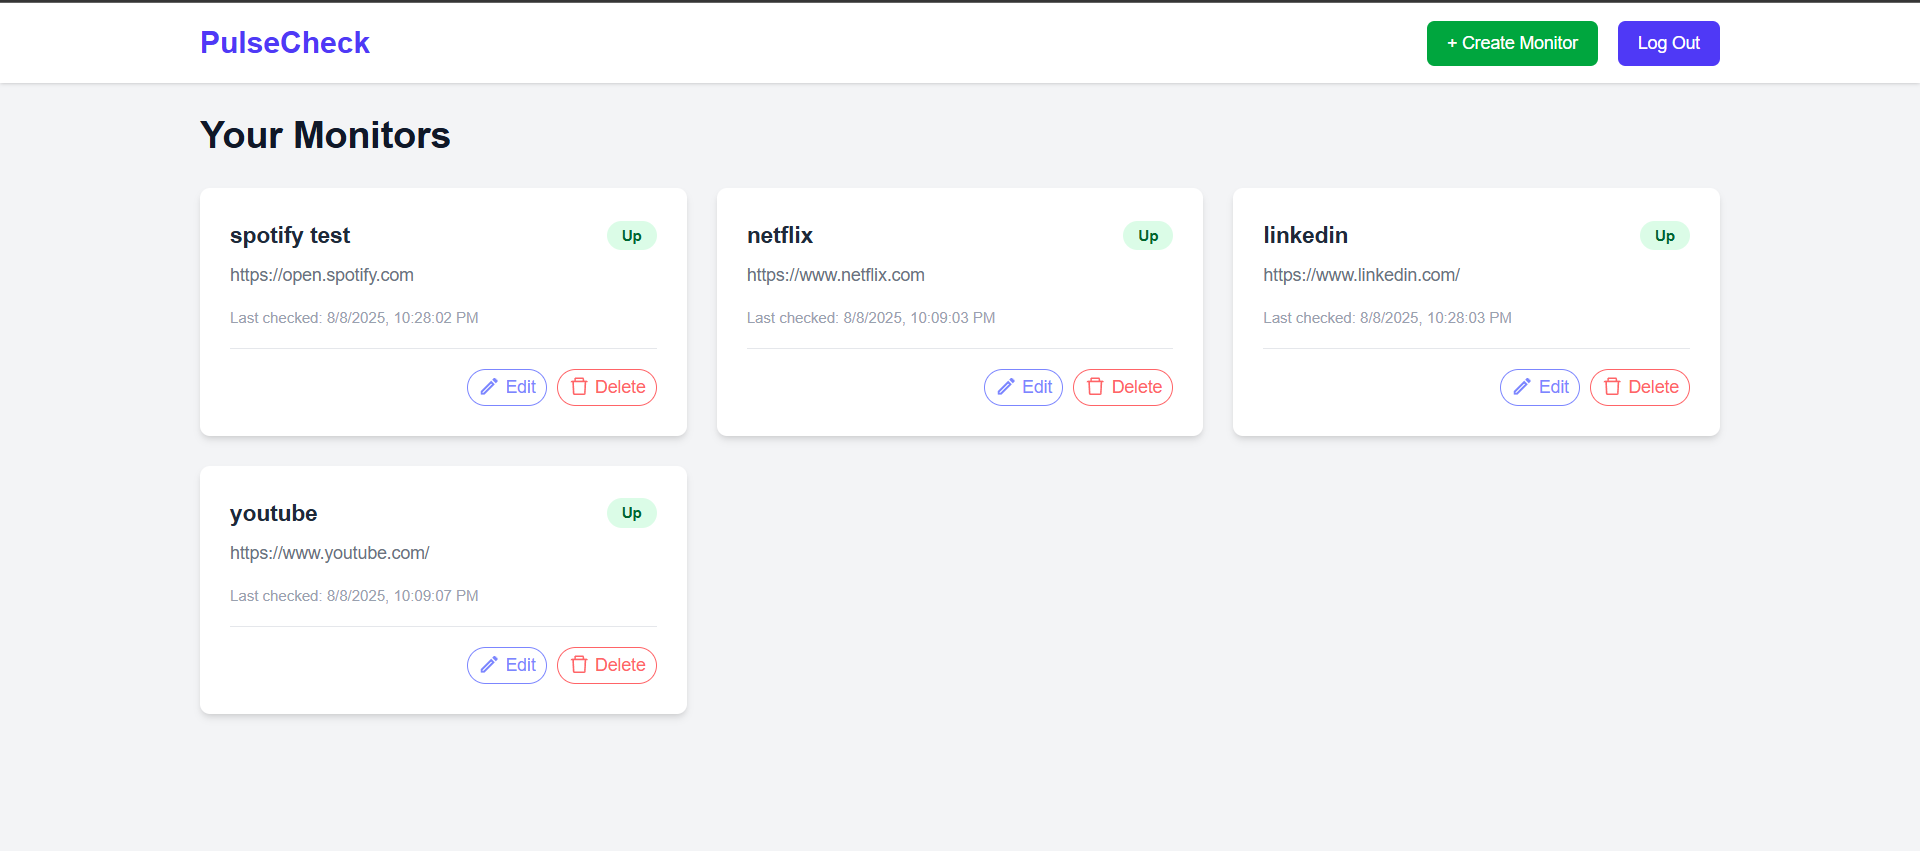 PulseCheck
+ Create Monitor
Log Out
Your Monitors
spotify test
Up
https://open.spotify.com
Last checked: 8/8/2025, 10:28:02 PM
Edit
Delete
netflix
Up
https://www.netflix.com
Last checked: 8/8/2025, 10:09:03 PM
Edit
Delete
linkedin
Up
https://www.linkedin.com/
Last checked: 8/8/2025, 10:28:03 PM
Edit
Delete
youtube
Up
https://www.youtube.com/
Last checked: 8/8/2025, 10:09:07 PM
Edit
Delete